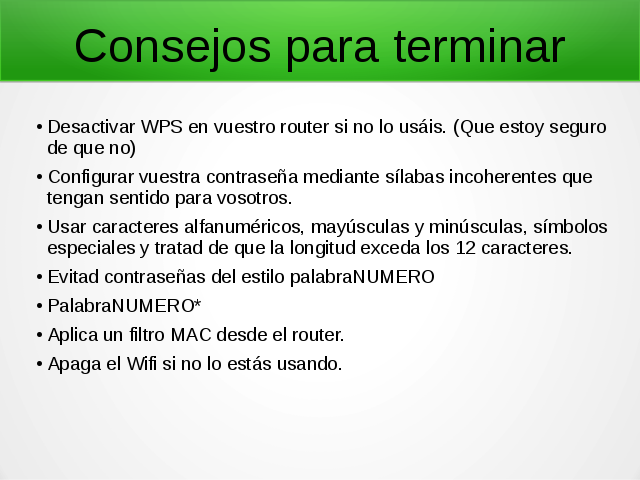 Consejos para terminar
• Desactivar WPS en vuestro router si no lo usáis. (Que estoy seguro
de que no)
• Configurar vuestra contraseña mediante sílabas incoherentes que
tengan sentido para vosotros.
• Usar caracteres alfanuméricos, mayúsculas y minúsculas, símbolos
especiales y tratad de que la longitud exceda los 12 caracteres.
• Evitad contraseñas del estilo palabraNUMERO
• PalabraNUMERO*
• Aplica un filtro MAC desde el router.
• Apaga el Wifi si no lo estás usando.